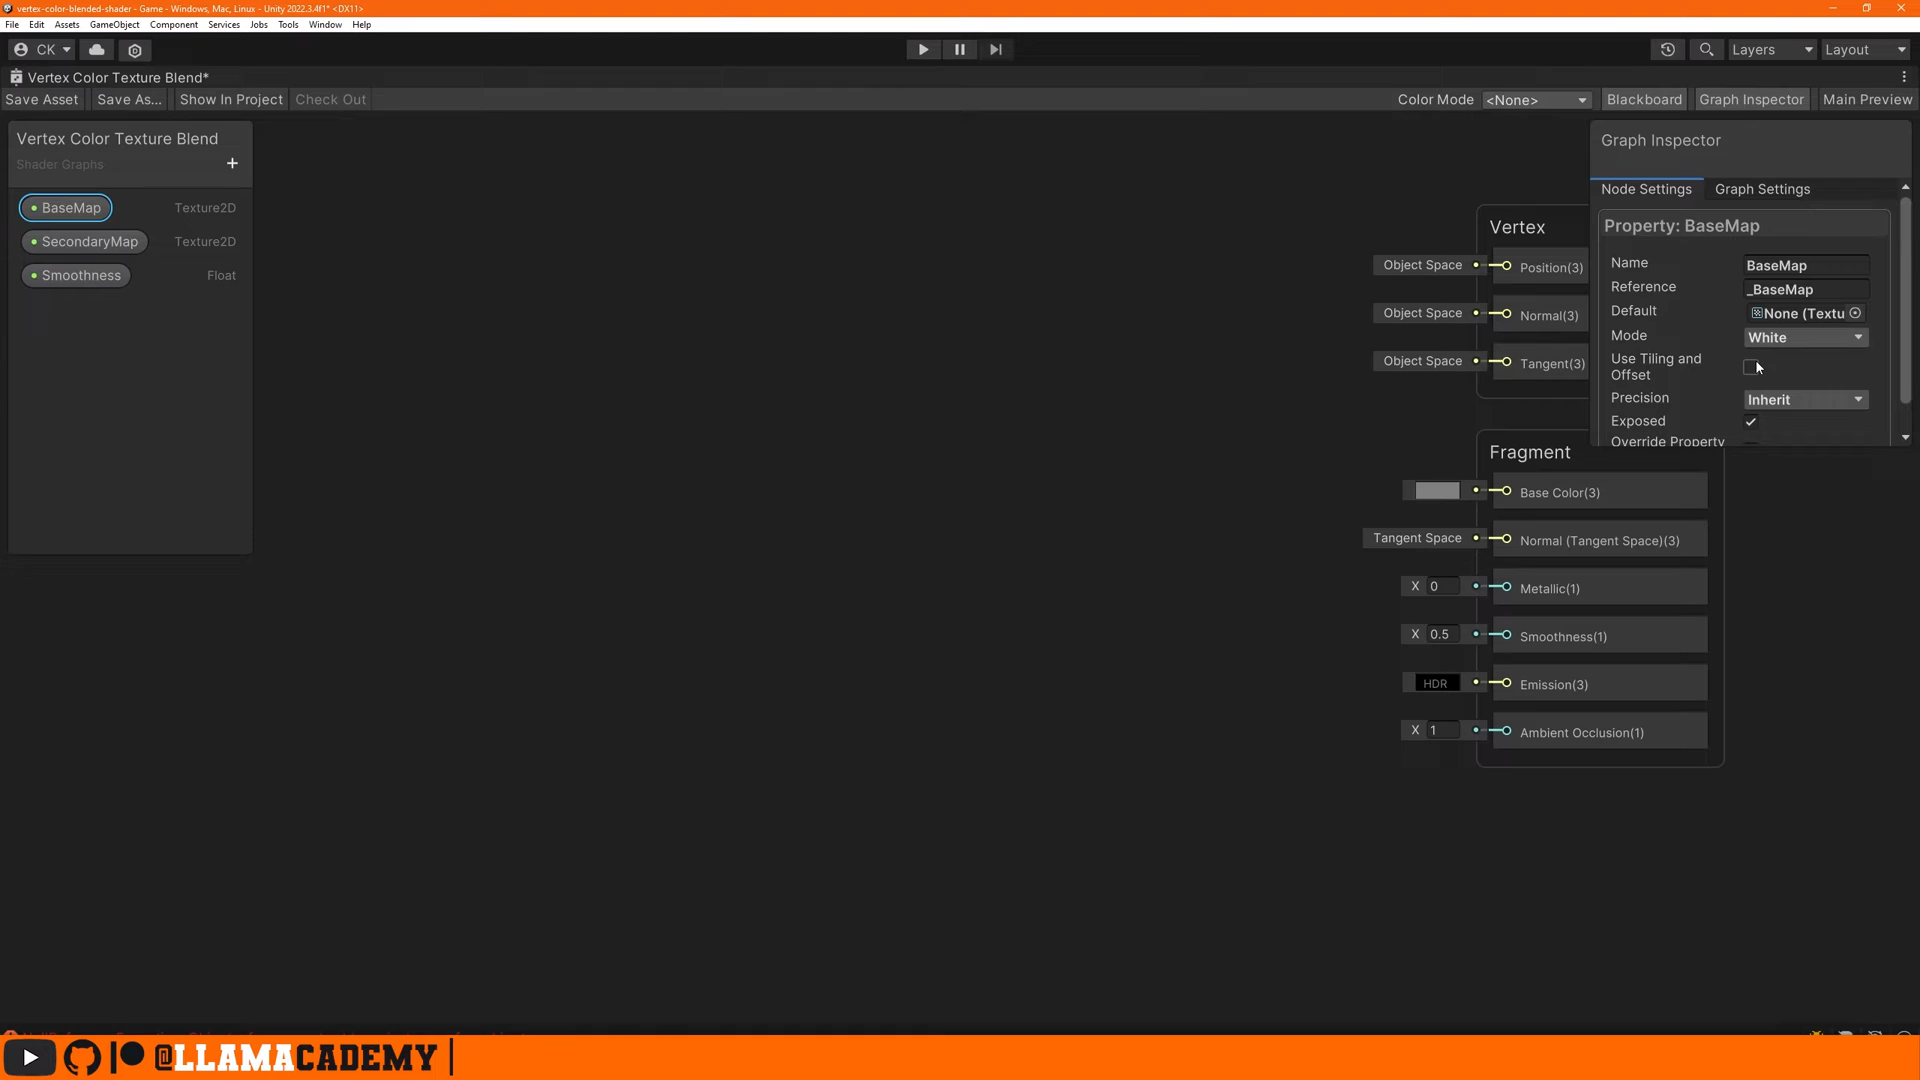 vertex-color-blended-shader - Game - Windows, Mac, Linux - Unity 2022.3.4f1* <DX11>
File Edit Assets GameObject Component Services Jobs Tools Window Help
CK Layers Layout
Vertex Color Texture Blend*
Save Asset Save As... Show In Project Check Out Color Mode <None> Blackboard Graph Inspector Main Preview
Vertex Color Texture Blend
Shader Graphs +
BaseMap Texture2D
SecondaryMap Texture2D
Smoothness Float
Vertex
Object Space Position(3)
Object Space Normal(3)
Object Space Tangent(3)
Fragment
Base Color(3)
Tangent Space Normal (Tangent Space)(3)
X 0 Metallic(1)
X 0.5 Smoothness(1)
HDR Emission(3)
X 1 Ambient Occlusion(1)
Graph Inspector
Node Settings Graph Settings
Property: BaseMap
Name BaseMap
Reference _BaseMap
Default None (Textu
Mode White
Use Tiling and
Offset
Precision Inherit
Exposed
Override Property
@LLAMACADEMY